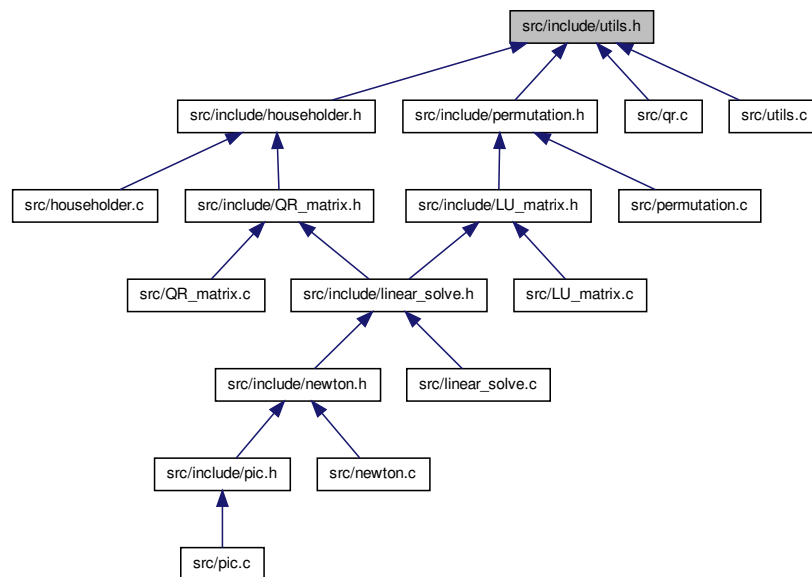 src/include/utils.h
src/include/householder.h
src/include/permutation.h
src/qr.c
src/utils.c
src/householder.c
src/include/QR_matrix.h
src/include/LU_matrix.h
src/permutation.c
src/QR_matrix.c
src/include/linear_solve.h
src/LU_matrix.c
src/include/newton.h
src/linear_solve.c
src/include/pic.h
src/newton.c
src/pic.c